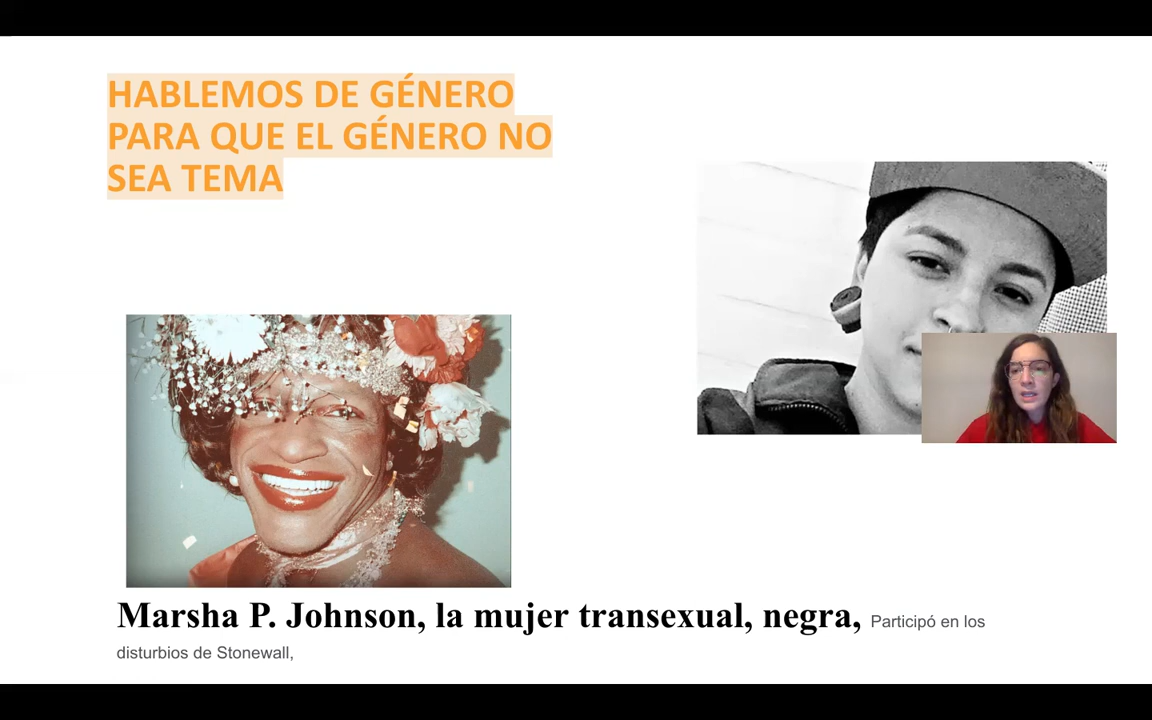 HABLEMOS DE GÉNERO
PARA QUE EL GÉNERO NO
SEA TEMA
Marsha P. Johnson, la mujer transexual, negra, Participó en los
disturbios de Stonewall,